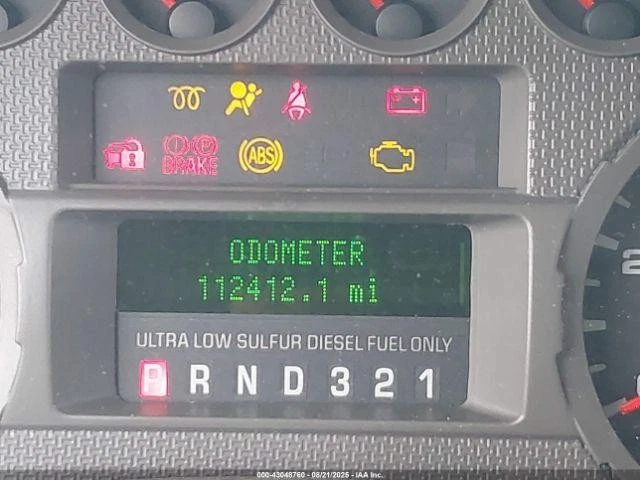 BRAKE ABS
ODOMETER
112412.1 mi
ULTRA LOW SULFUR DIESEL FUEL ONLY
P R N D 3 2 1
2
000-43048760 - 08/21/2025 - IAA Inc.